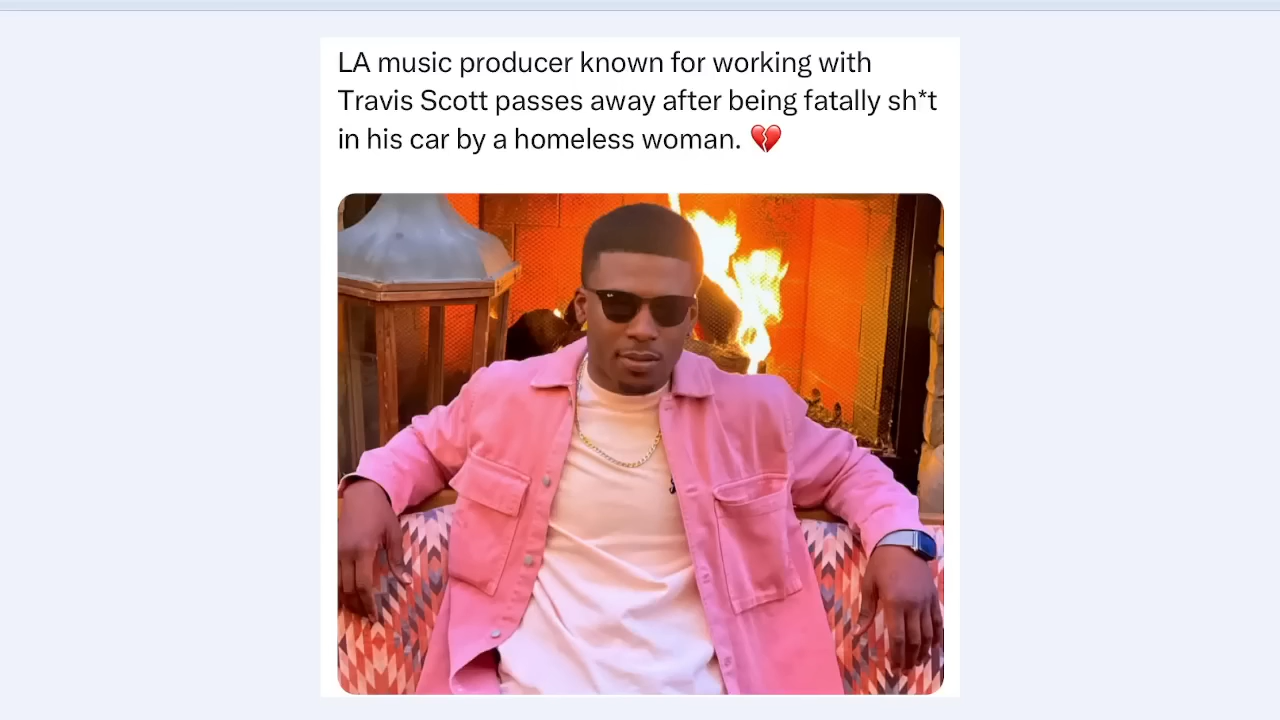 LA music producer known for working with
Travis Scott passes away after being fatally sh*t
in his car by a homeless woman. 💔